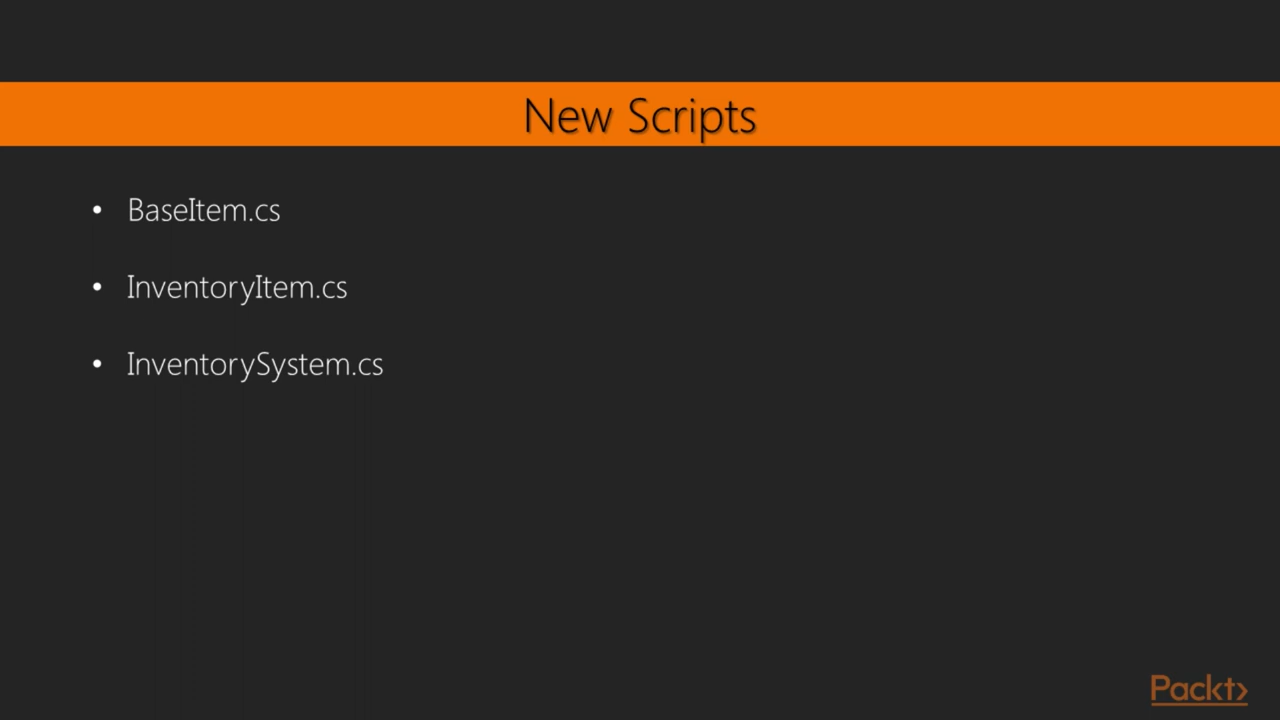 New Scripts
• BaseItem.cs
• InventoryItem.cs
• InventorySystem.cs
Packt>